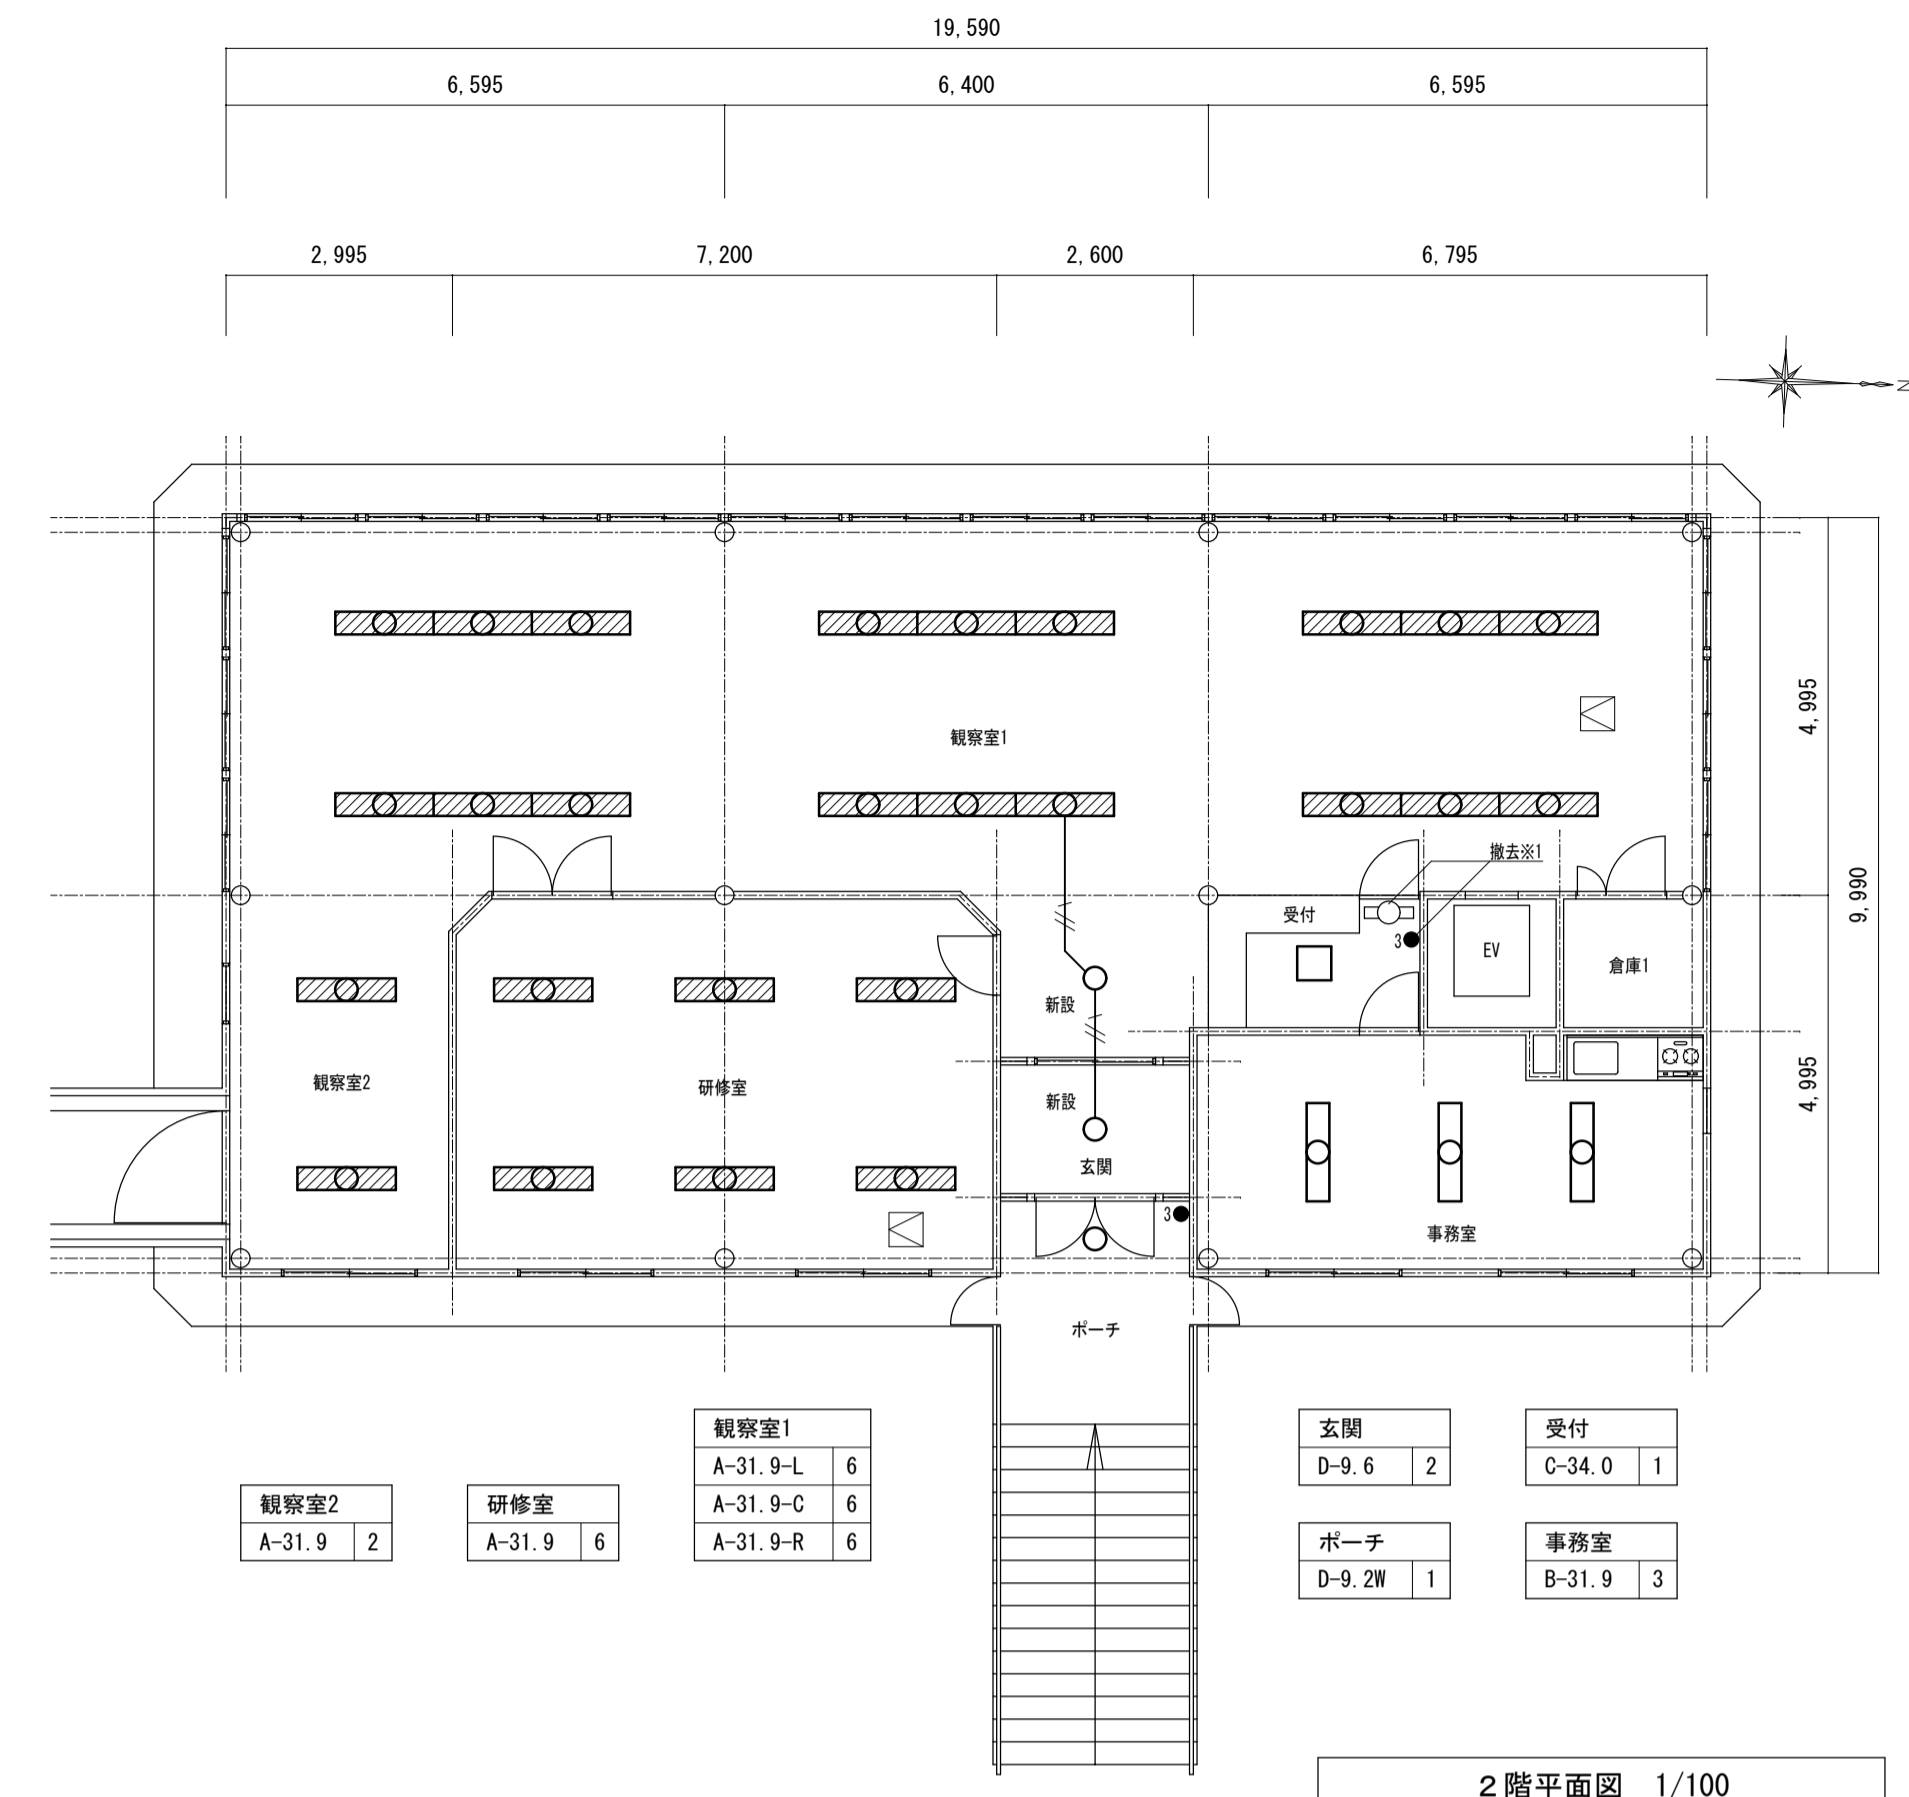 19,590
6,595
6,400
6,595
2,995
7,200
2,600
6,795
N
4,995
9,990
4,995
観察室1
撤去※1
受付
3
EV
倉庫1
新設
観察室2
研修室
新設
玄関
3
事務室
ポーチ
観察室1
A-31.9-L 6
A-31.9-C 6
A-31.9-R 6
観察室2
A-31.9 2
研修室
A-31.9 6
玄関
D-9.6 2
受付
C-34.0 1
ポーチ
D-9.2W 1
事務室
B-31.9 3
2階平面図 1/100